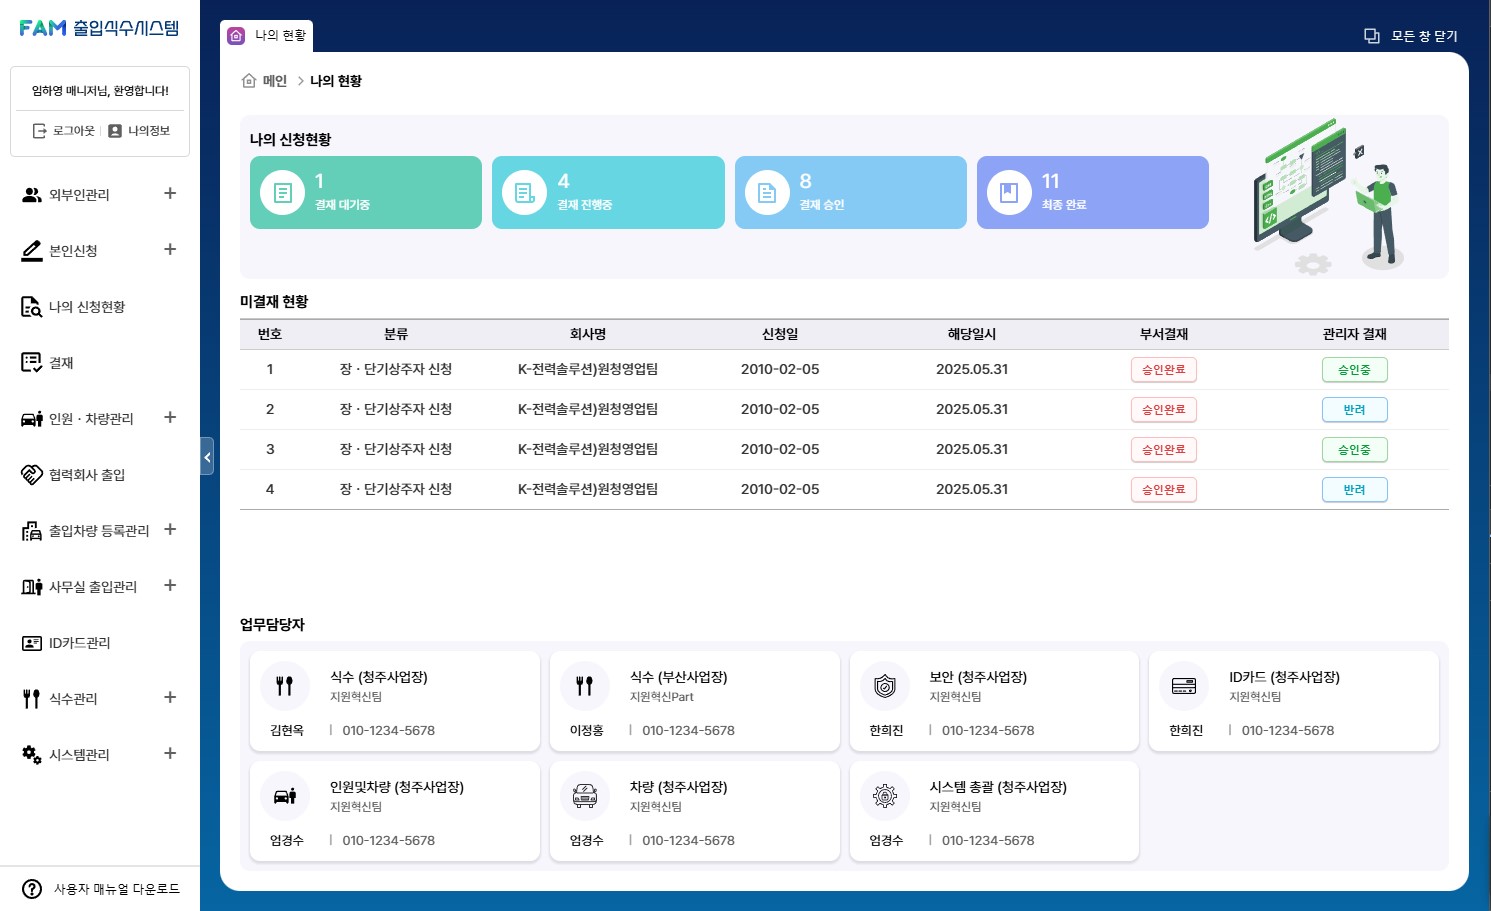 FAM 출입식수시스템
임하영 매니저님, 환영합니다!
로그아웃
나의정보
외부인관리
본인신청
나의 신청현황
결재
인원 · 차량관리
협력회사 출입
출입차량 등록관리
사무실 출입관리
ID카드관리
식수관리
시스템관리
사용자 매뉴얼 다운로드
나의 현황
모든 창 닫기
메인 > 나의 현황
나의 신청현황
1
결재 대기중
4
결재 진행중
8
결재 승인
11
최종 완료
미결재 현황
번호 분류 회사명 신청일 해당일시 부서결재 관리자 결재
1 장 · 단기상주자 신청 K-전력솔루션)원청영업팀 2010-02-05 2025.05.31 승인완료 승인중
2 장 · 단기상주자 신청 K-전력솔루션)원청영업팀 2010-02-05 2025.05.31 승인완료 반려
3 장 · 단기상주자 신청 K-전력솔루션)원청영업팀 2010-02-05 2025.05.31 승인완료 승인중
4 장 · 단기상주자 신청 K-전력솔루션)원청영업팀 2010-02-05 2025.05.31 승인완료 반려
업무담당자
식수 (청주사업장)
지원혁신팀
김현옥 | 010-1234-5678
식수 (부산사업장)
지원혁신Part
이정홍 | 010-1234-5678
보안 (청주사업장)
지원혁신팀
한희진 | 010-1234-5678
ID카드 (청주사업장)
지원혁신팀
한희진 | 010-1234-5678
인원및차량 (청주사업장)
지원혁신팀
엄경수 | 010-1234-5678
차량 (청주사업장)
지원혁신팀
엄경수 | 010-1234-5678
시스템 총괄 (청주사업장)
지원혁신팀
엄경수 | 010-1234-5678